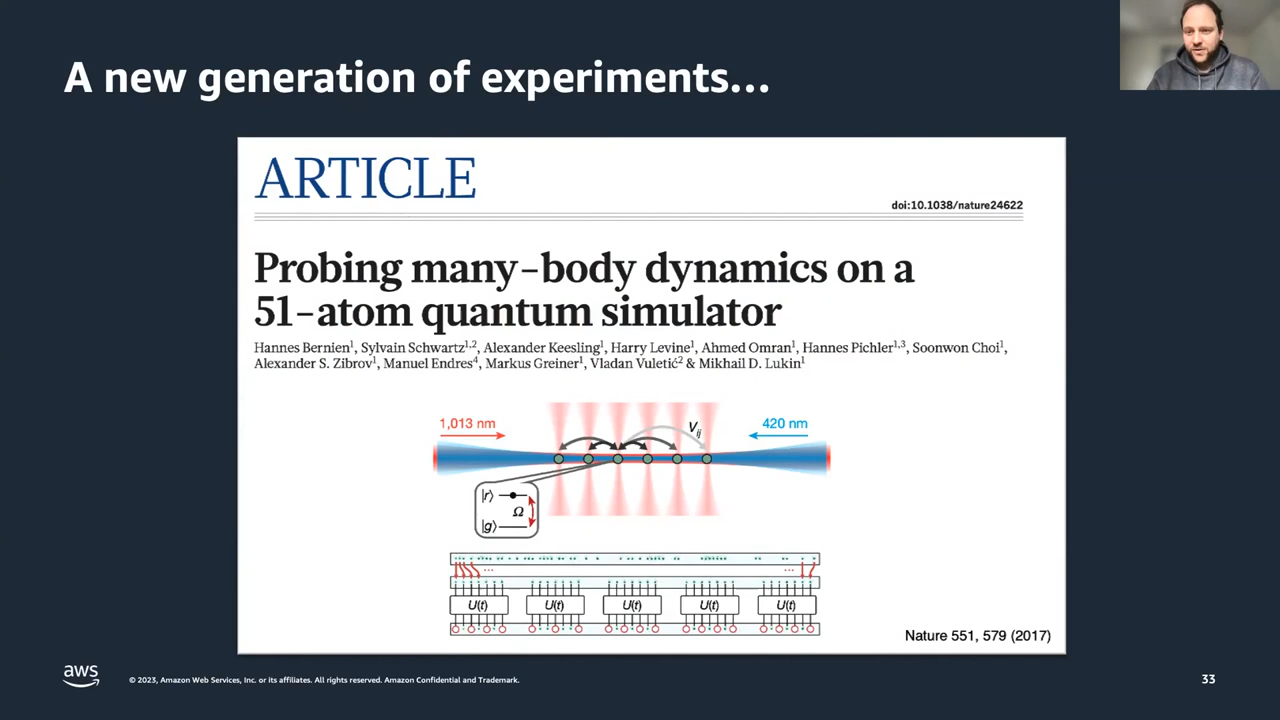 A new generation of experiments...
ARTICLE
doi:10.1038/nature24622
Probing many-body dynamics on a
51-atom quantum simulator
Hannes Bernien¹, Sylvain Schwartz¹,², Alexander Keesling¹, Harry Levine¹, Ahmed Omran¹, Hannes Pichler¹,³, Soonwon Choi¹,
Alexander S. Zibrov¹, Manuel Endres⁴, Markus Greiner¹, Vladan Vuletić² & Mikhail D. Lukin¹
1,013 nm
Vij
420 nm
|r⟩
Ω
|g⟩
... ...
U(t) U(t) U(t) U(t) U(t)
Nature 551, 579 (2017)
aws
© 2023, Amazon Web Services, Inc. or its affiliates. All rights reserved. Amazon Confidential and Trademark.
33